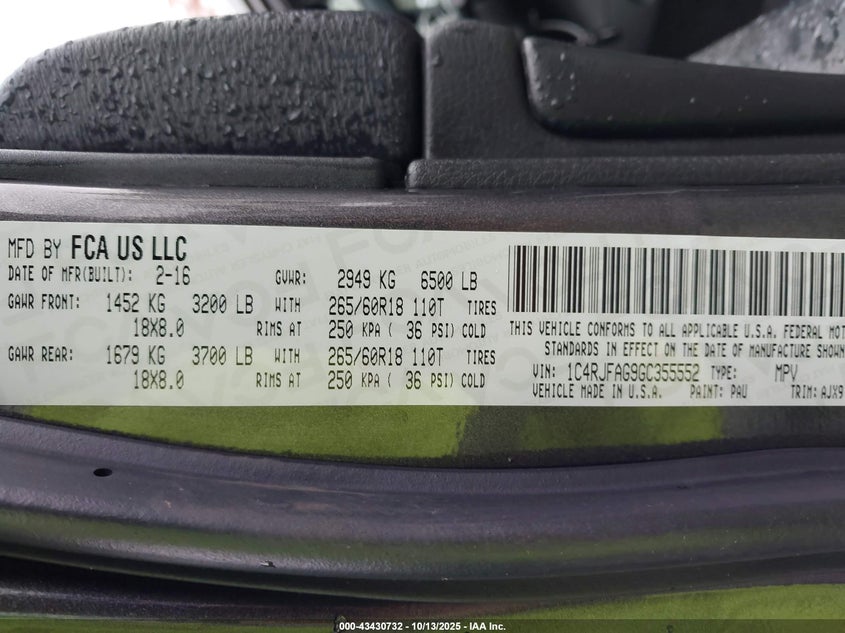 MFD BY FCA US LLC
DATE OF MFR(BUILT): 2-16 GVWR: 2949 KG 6500 LB
GAWR FRONT: 1452 KG 3200 LB WITH 265/60R18 110T TIRES
18X8.0 RIMS AT 250 KPA ( 36 PSI) COLD
GAWR REAR: 1679 KG 3700 LB WITH 265/60R18 110T TIRES
18X8.0 RIMS AT 250 KPA ( 36 PSI) COLD
THIS VEHICLE CONFORMS TO ALL APPLICABLE U.S.A. FEDERAL MOT
STANDARDS IN EFFECT ON THE DATE OF MANUFACTURE SHOWN
VIN: 1C4RJFAG9GC355552 TYPE: MPV
VEHICLE MADE IN U.S.A. PAINT: PAU TRIM: AJX9
000-43430732 - 10/13/2025 - IAA Inc.